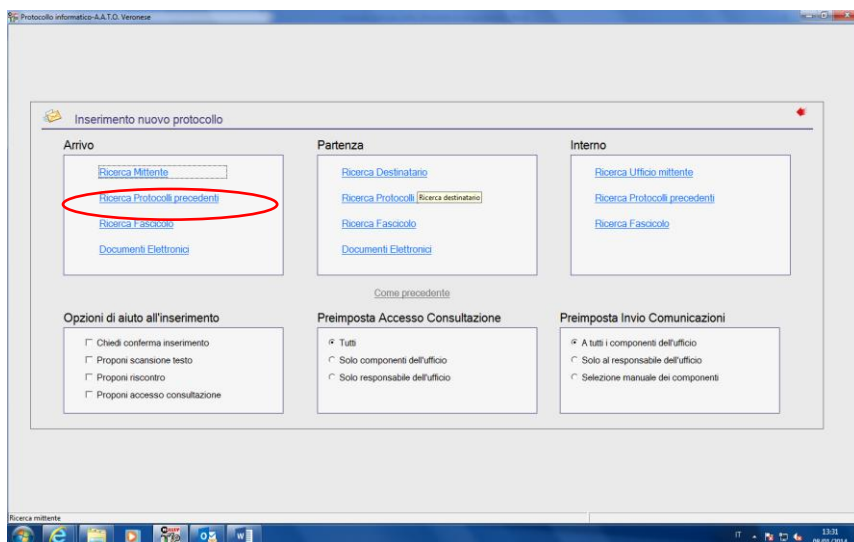 Protocollo informatico-A.A.T.O. Veronese
Inserimento nuovo protocollo
Arrivo
Ricerca Mittente
Ricerca Protocolli precedenti
Ricerca Fascicolo
Documenti Elettronici
Partenza
Ricerca Destinatario
Ricerca Protocolli
Ricerca destinatario
Ricerca Fascicolo
Documenti Elettronici
Interno
Ricerca Ufficio mittente
Ricerca Protocolli precedenti
Ricerca Fascicolo
Come precedente
Opzioni di aiuto all'inserimento
Chiedi conferma inserimento
Proponi scansione testo
Proponi riscontro
Proponi accesso consultazione
Preimposta Accesso Consultazione
Tutti
Solo componenti dell'ufficio
Solo responsabile dell'ufficio
Preimposta Invio Comunicazioni
A tutti i componenti dell'ufficio
Solo al responsabile dell'ufficio
Selezione manuale dei componenti
Ricerca mittente
IT
13:31